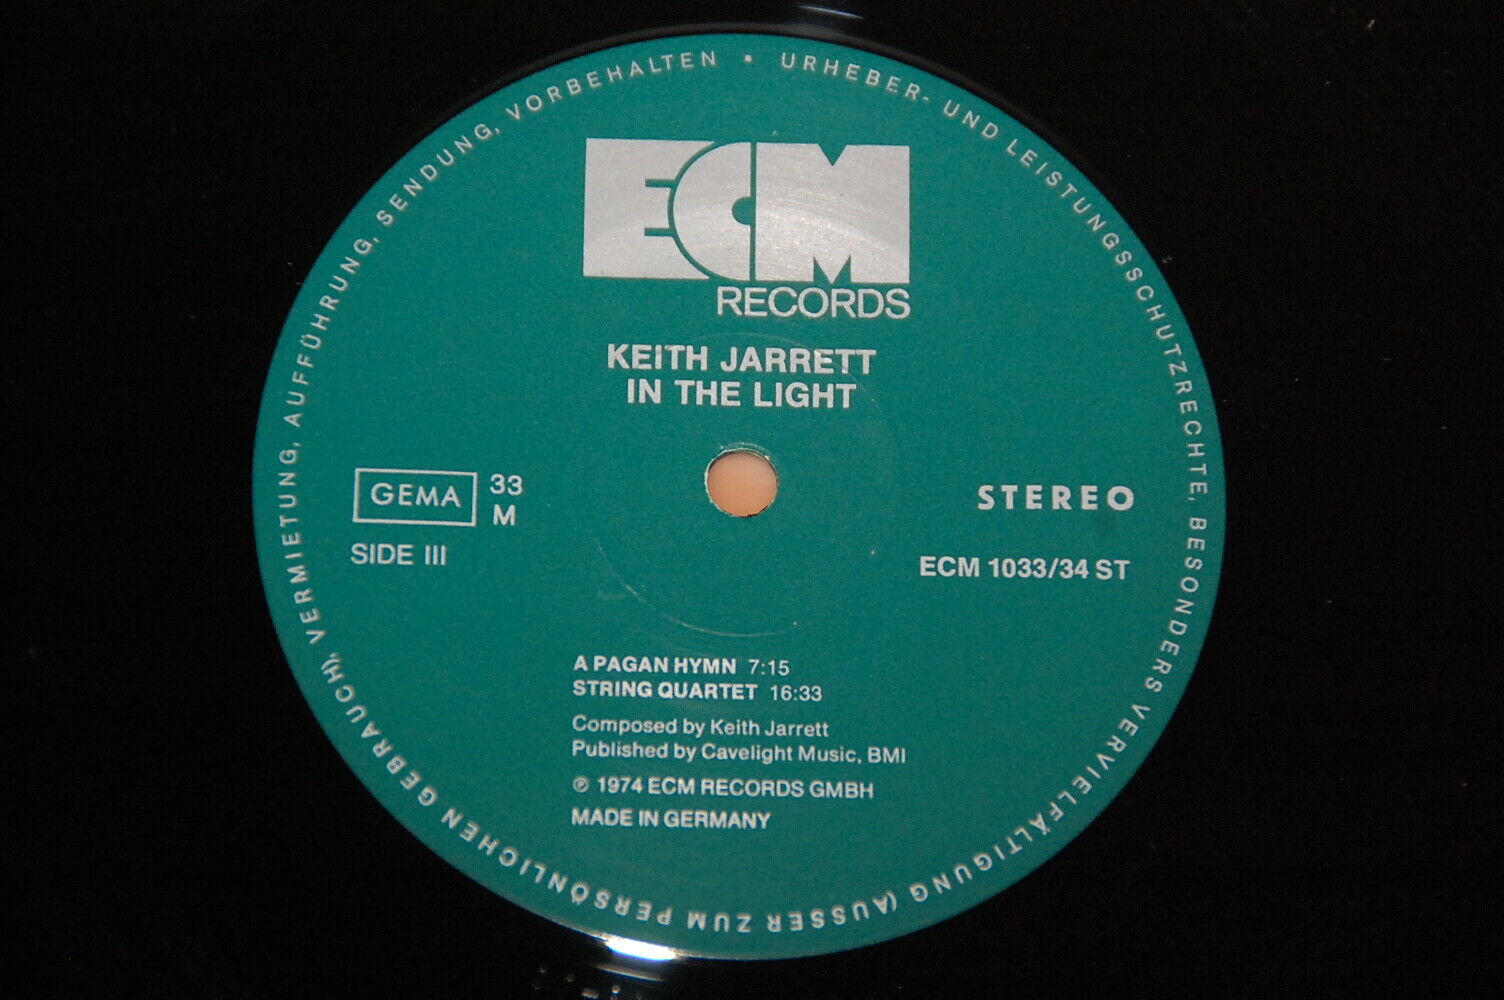 URHEBER- UND LEISTUNGSSCHUTZRECHTE, BESONDERS VERVIELFÄLTIGUNG (AUSSER ZUM PERSÖNLICHEN GEBRAUCH), VERMIETUNG, AUFFÜHRUNG, SENDUNG, VORBEHALTEN •
ECM
RECORDS
KEITH JARRETT
IN THE LIGHT
GEMA 33
M
SIDE III
STEREO
ECM 1033/34 ST
A PAGAN HYMN 7:15
STRING QUARTET 16:33
Composed by Keith Jarrett
Published by Cavelight Music, BMI
℗ 1974 ECM RECORDS GMBH
MADE IN GERMANY